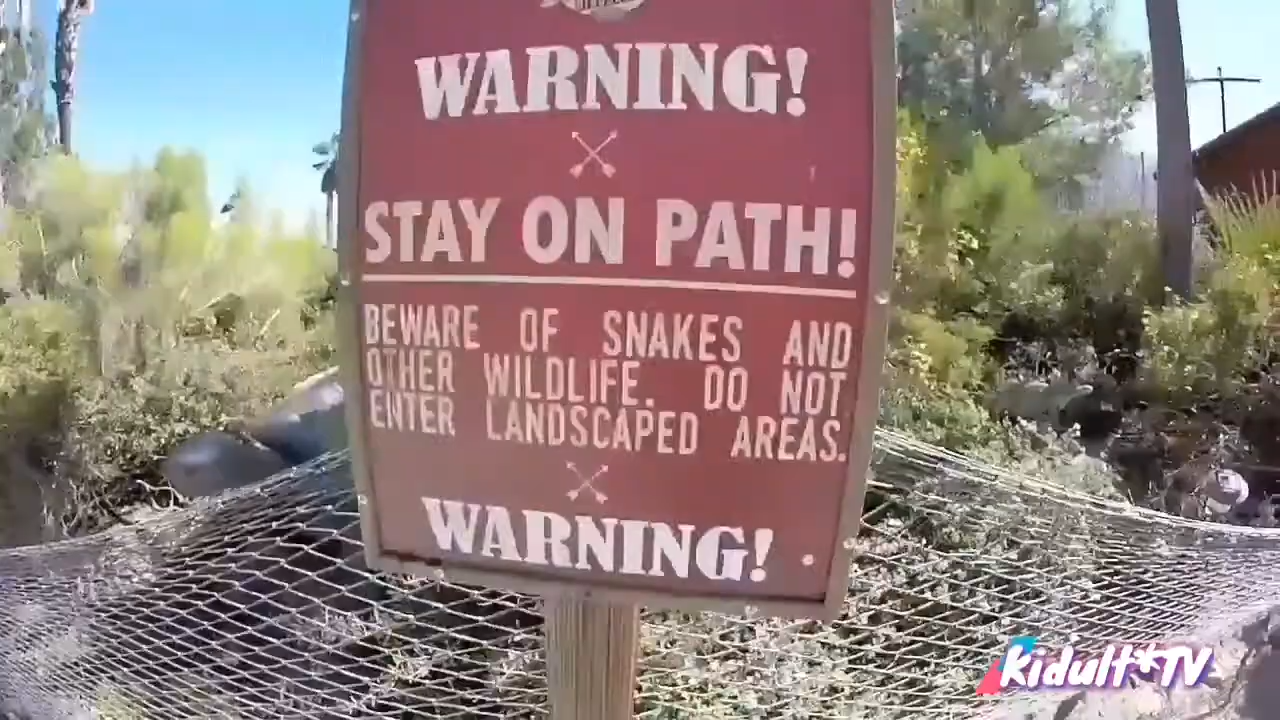 WARNING!
STAY ON PATH!
BEWARE OF SNAKES AND
OTHER WILDLIFE. DO NOT
ENTER LANDSCAPED AREAS.
WARNING!
Kidult*TV